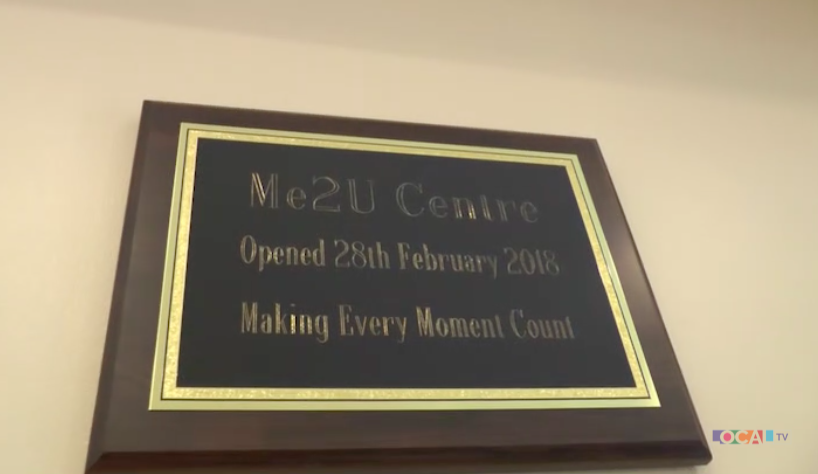 Me2U Centre
Opened 28th February 2018
Making Every Moment Count
LOCAL TV